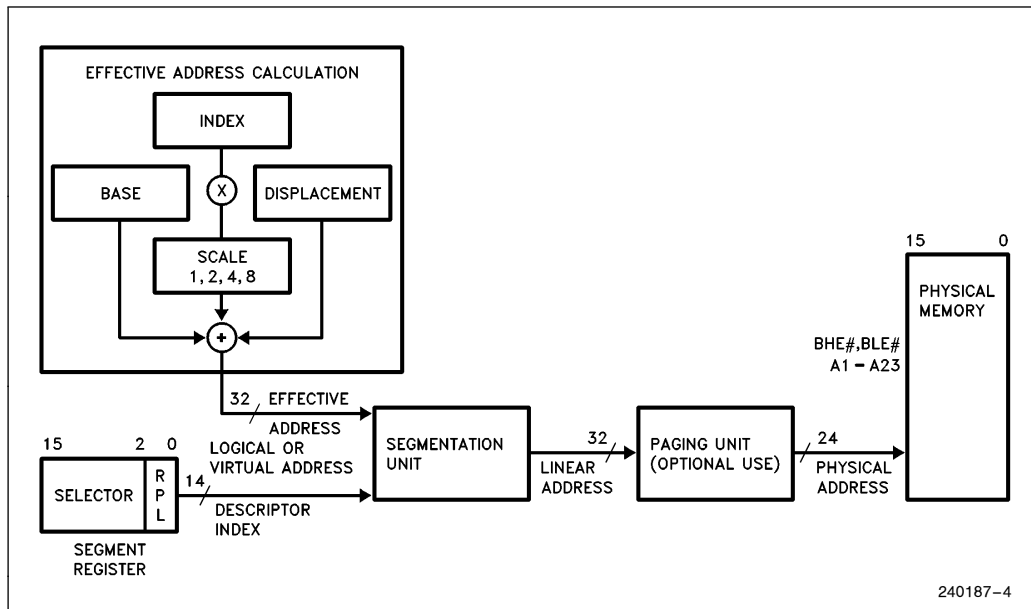 EFFECTIVE ADDRESS CALCULATION
INDEX
BASE
X
DISPLACEMENT
SCALE
1, 2, 4, 8
+
15 0
PHYSICAL
MEMORY
BHE#,BLE#
A1 – A23
32 EFFECTIVE
ADDRESS
LOGICAL OR
VIRTUAL ADDRESS
SEGMENTATION
UNIT
32
LINEAR
ADDRESS
PAGING UNIT
(OPTIONAL USE)
24
PHYSICAL
ADDRESS
15 2 0
SELECTOR
R
P
L
14
DESCRIPTOR
INDEX
SEGMENT
REGISTER
240187–4